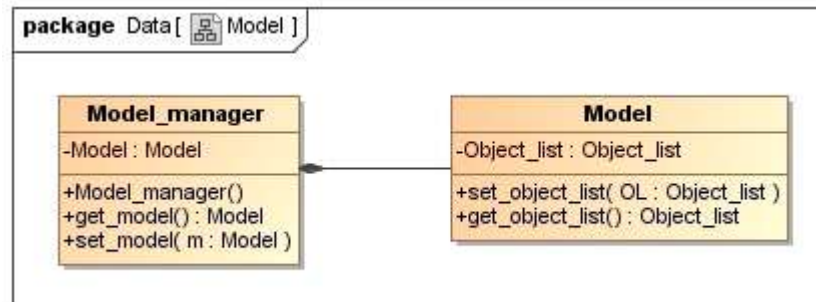 package Data [ Model ]
Model_manager
-Model : Model
+Model_manager()
+get_model() : Model
+set_model( m : Model )
Model
-Object_list : Object_list
+set_object_list( OL : Object_list )
+get_object_list() : Object_list